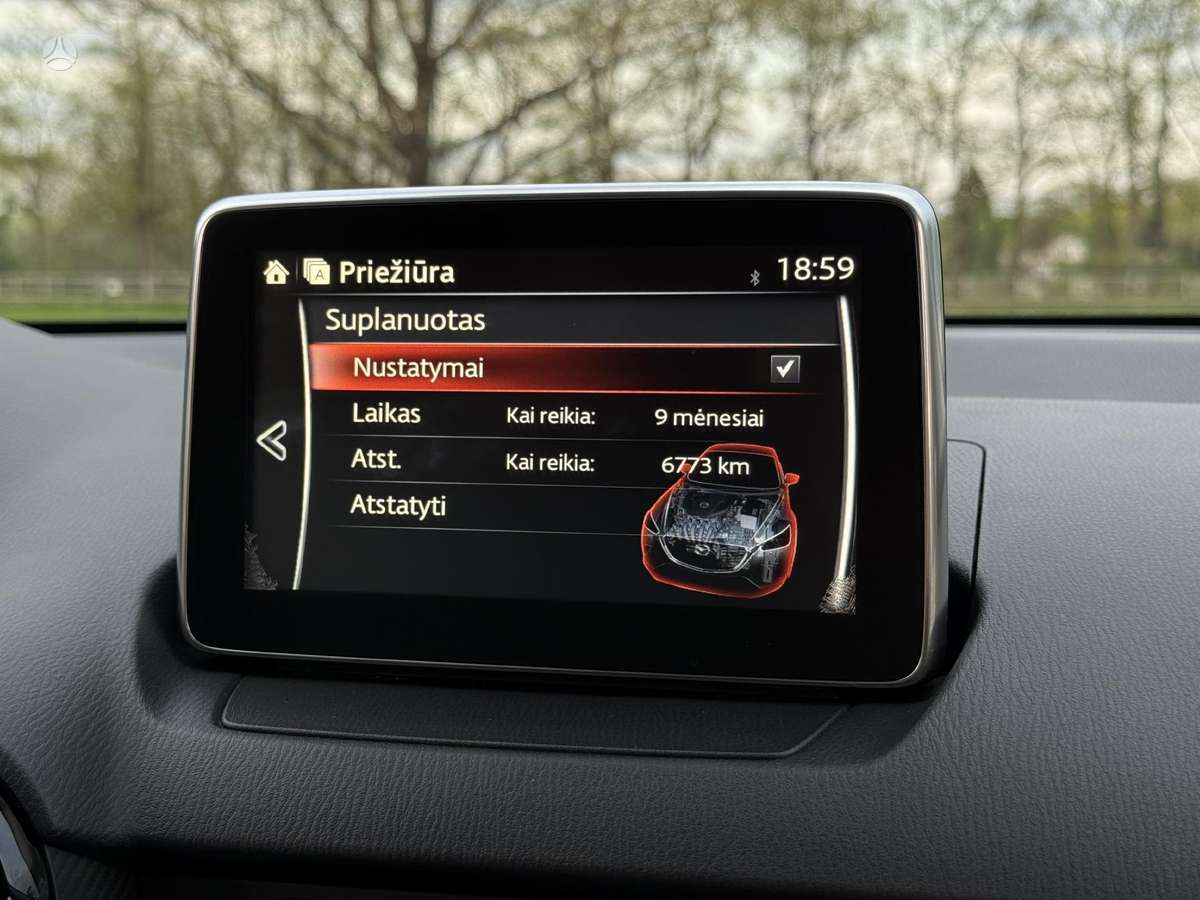 A Priežiūra 18:59
Suplanuotas
Nustatymai
Laikas Kai reikia: 9 mėnesiai
Atst. Kai reikia: 6773 km
Atstatyti